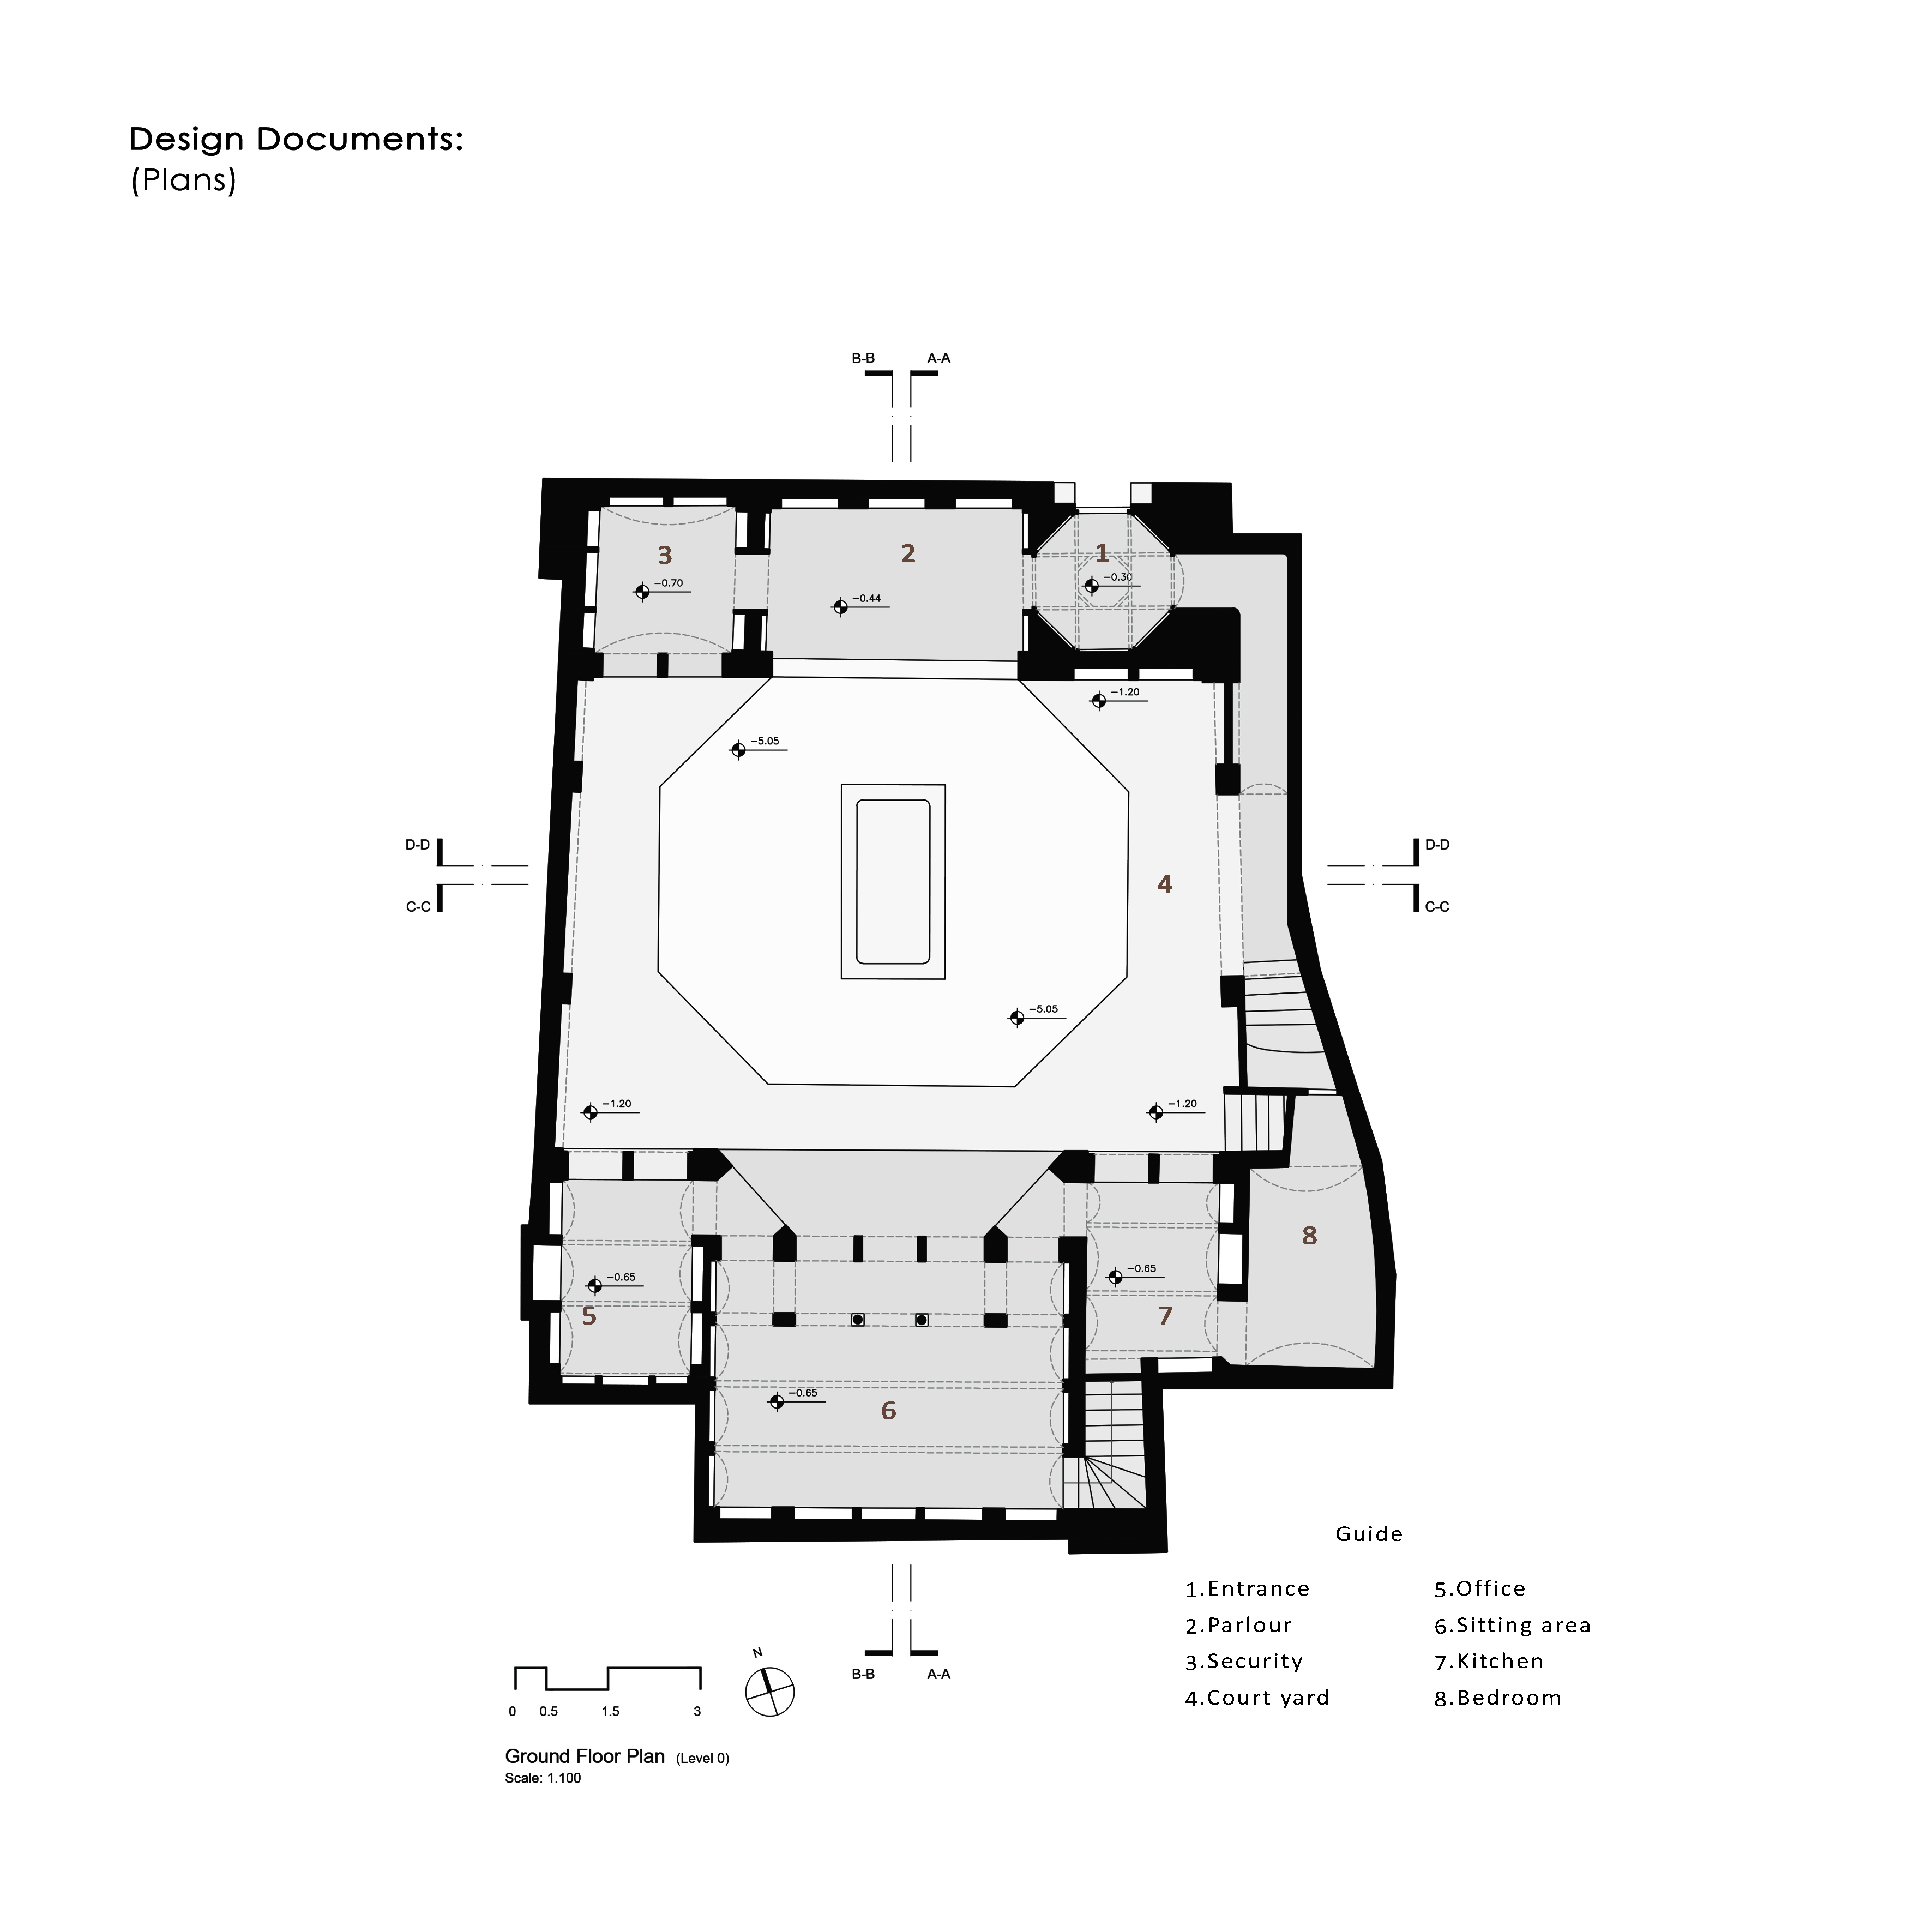 Design Documents:
(Plans)
B-B A-A
3 2 1
-0.70 -0.44 -0.30
-1.20
-5.05
D-D D-D
4
C-C C-C
-5.05
-1.20 -1.20
8
-0.65 -0.65
5 7
-0.65
6
Guide
1.Entrance
2.Parlour
3.Security
4.Court yard
5.Office
6.Sitting area
7.Kitchen
8.Bedroom
N
B-B A-A
0 0.5 1.5 3
Ground Floor Plan (Level 0)
Scale: 1.100